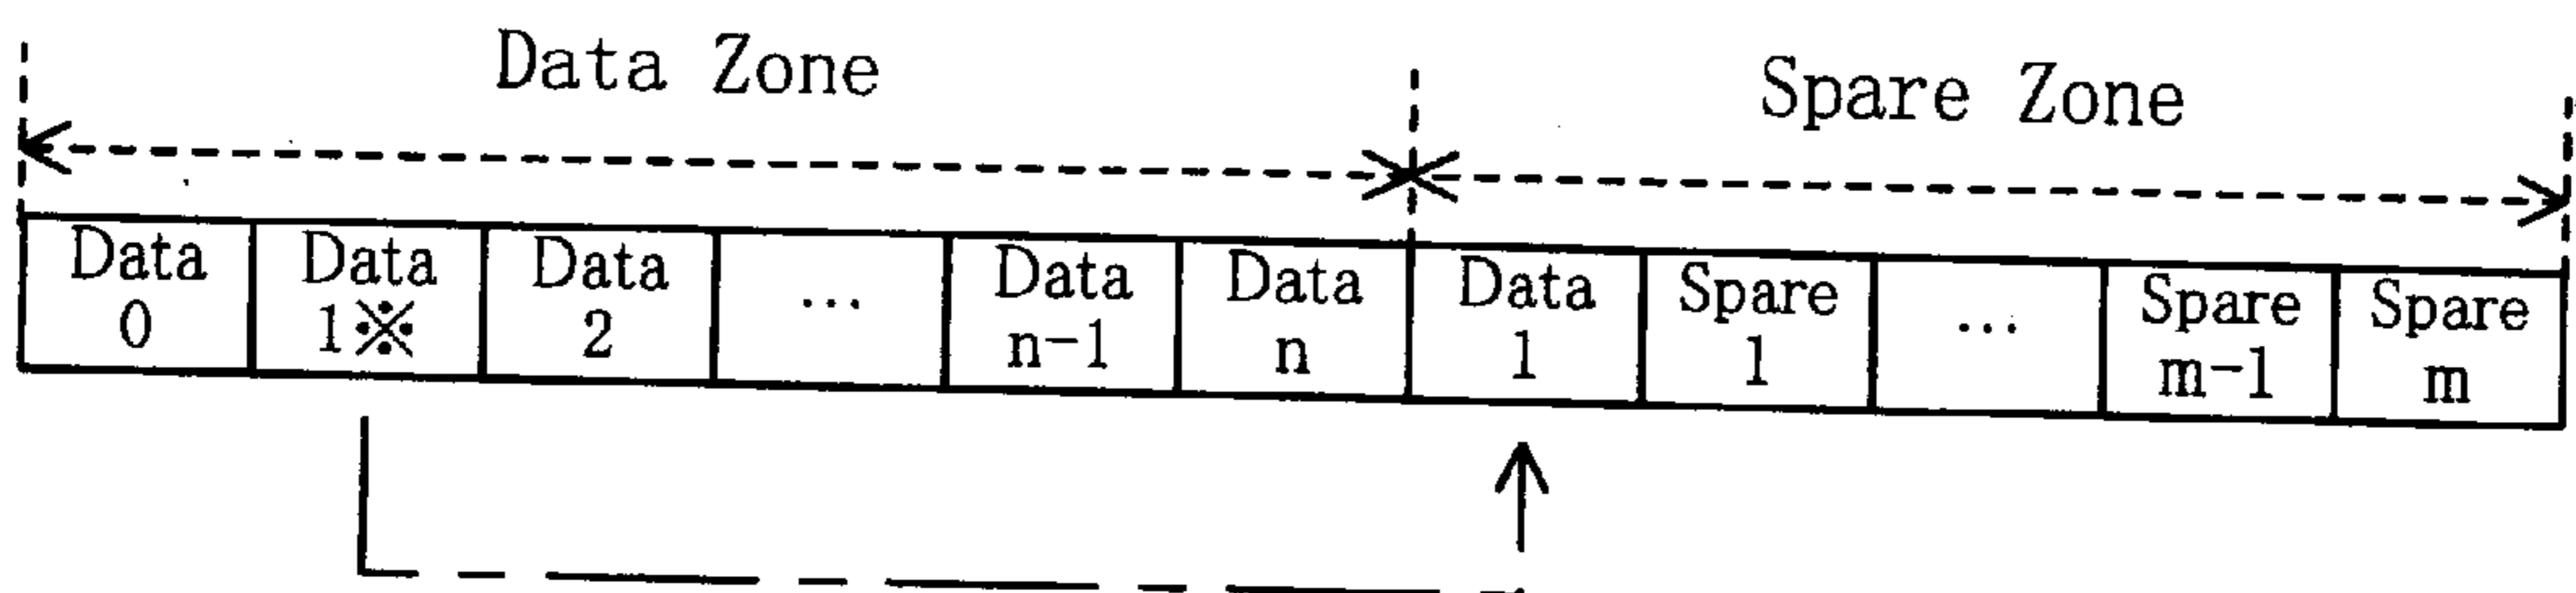 Data Zone
Spare Zone
Data Data Data ... Data Data Data Spare ... Spare Spare
0 1※ 2 n-1 n 1 1 m-1 m